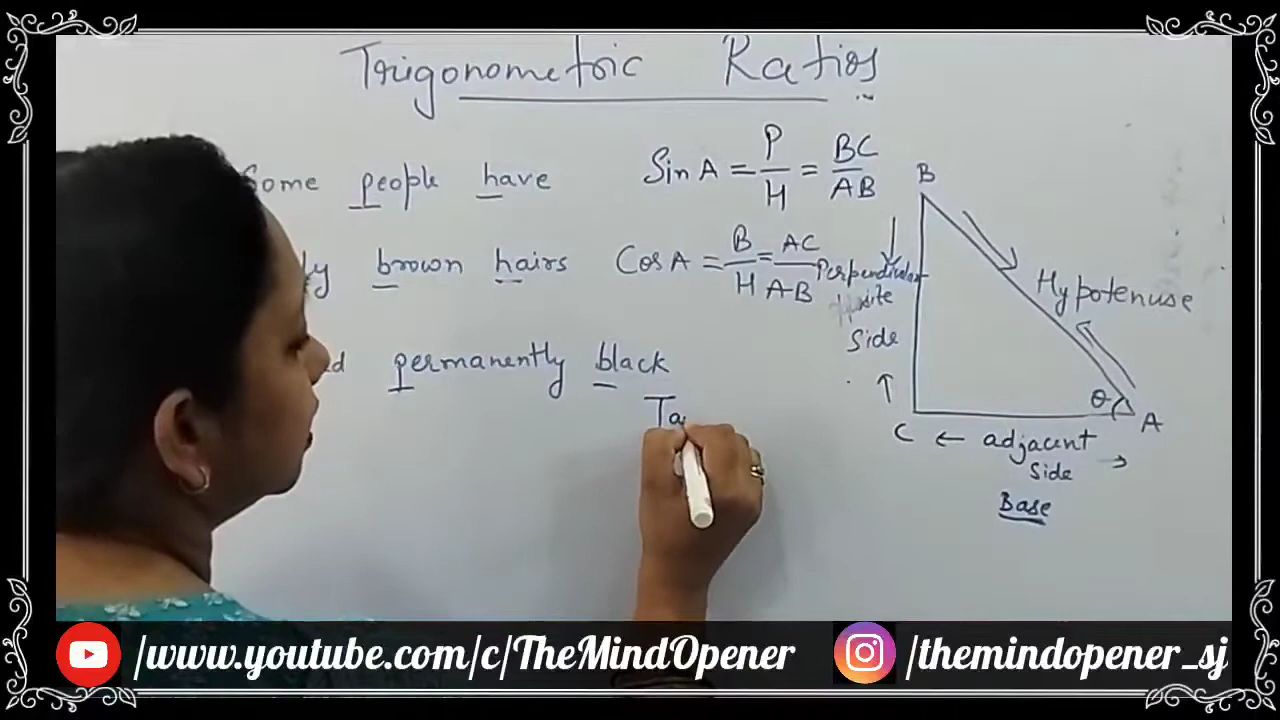 Trigonometric Ratios
Some people have
brown hairs
permanently black
Sin A = P/H = BC/AB
Cos A = B/H = AC/AB
Ta
B
Perpendicular
Side
Hypotenuse
θ
A
C ← adjacent →
Side
Base
/www.youtube.com/c/TheMindOpener
/themindopener_sj